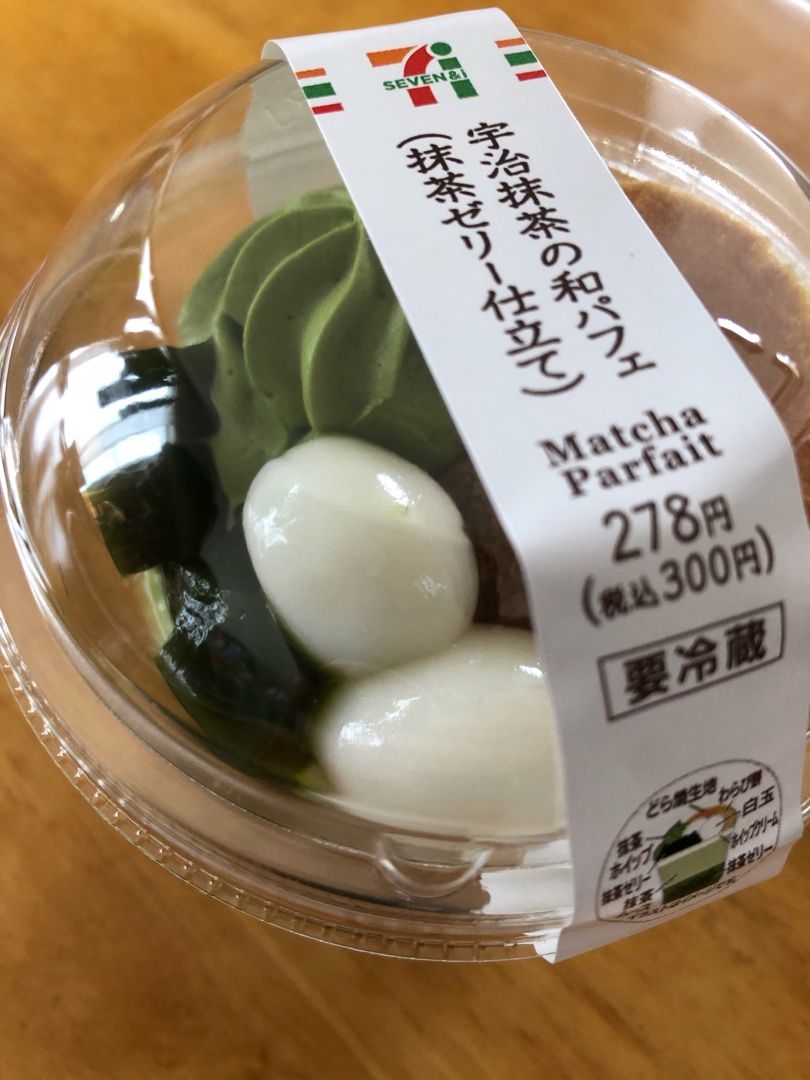 SEVEN&i
宇治抹茶の和パフェ
(抹茶ゼリー仕立て)
Matcha
Parfait
278円
(税込300円)
要冷蔵
どら焼生地
わらび餅
白玉
抹茶
ホイップ
ホイップクリーム
抹茶ゼリー
抹茶ゼリー
抹茶